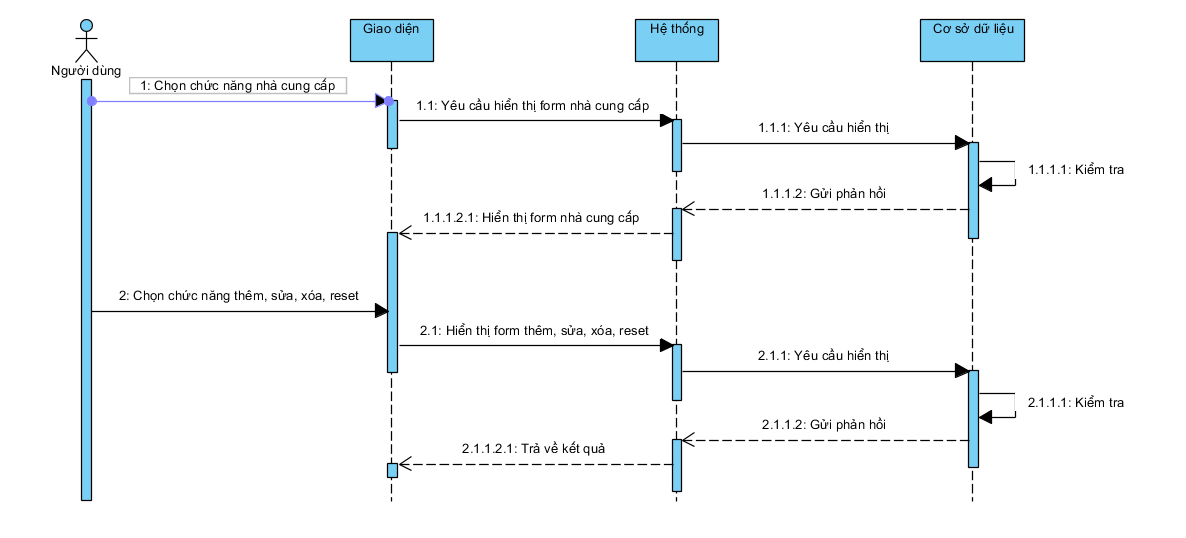 Giao diện
Hệ thống
Cơ sở dữ liệu
Người dùng
1: Chọn chức năng nhà cung cấp
1.1: Yêu cầu hiển thị form nhà cung cấp
1.1.1: Yêu cầu hiển thị
1.1.1.1: Kiểm tra
1.1.1.2: Gửi phản hồi
1.1.1.2.1: Hiển thị form nhà cung cấp
2: Chọn chức năng thêm, sửa, xóa, reset
2.1: Hiển thị form thêm, sửa, xóa, reset
2.1.1: Yêu cầu hiển thị
2.1.1.1: Kiểm tra
2.1.1.2: Gửi phản hồi
2.1.1.2.1: Trả về kết quả